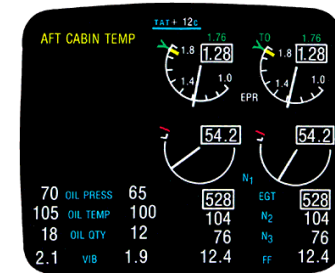 TAT + 12c
AFT CABIN TEMP
1.76 TO 1.76
1.8 1.28 1.8 1.28
1.4 1.0 1.4 1.0
EPR
54.2 54.2
N1
70 OIL PRESS 65 528 EGT 528
105 OIL TEMP 100 104 N2 104
18 OIL QTY 12 76 N3 76
2.1 VIB 1.9 12.4 FF 12.4